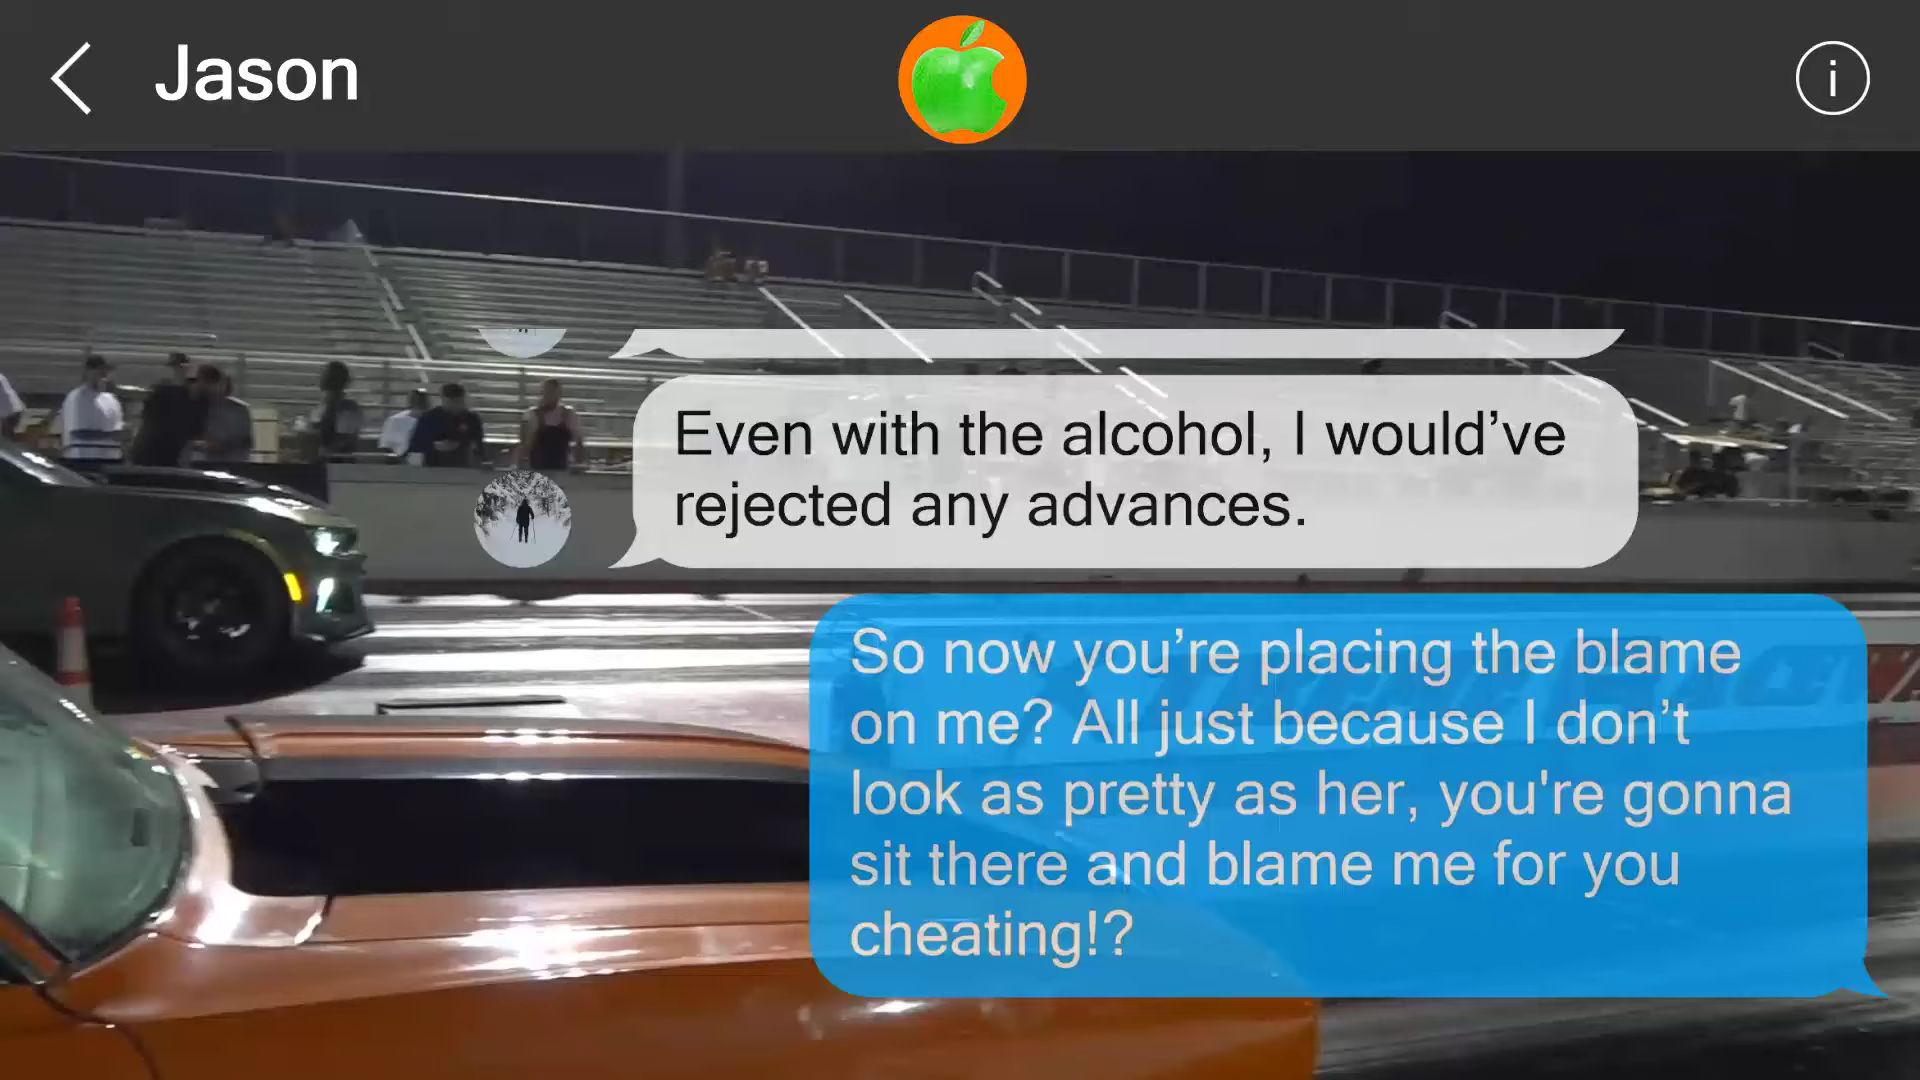 Jason
i
Even with the alcohol, I would’ve
rejected any advances.
So now you’re placing the blame
on me? All just because I don’t
look as pretty as her, you're gonna
sit there and blame me for you
cheating!?